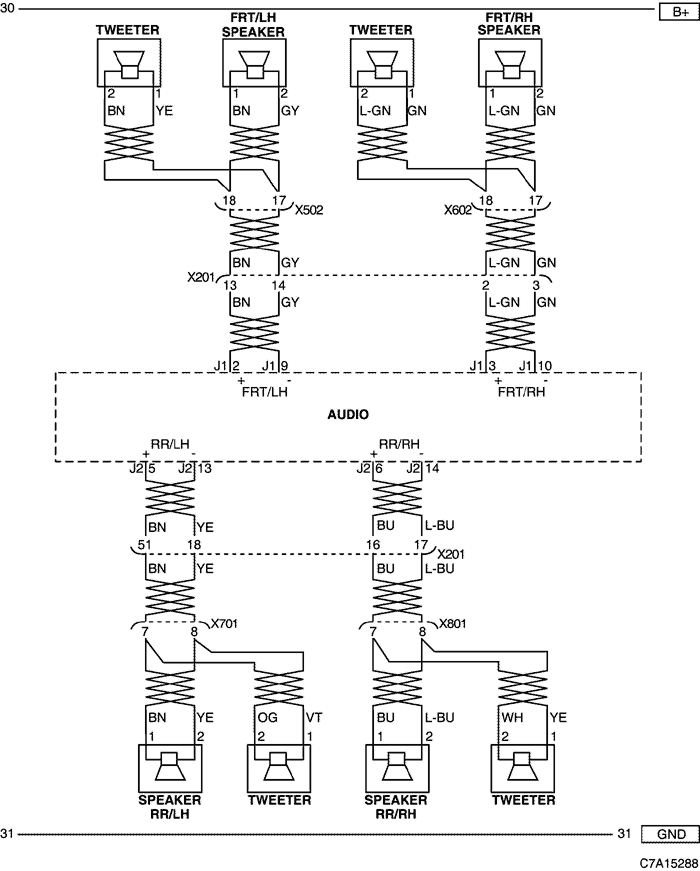 30 B+
FRT/LH FRT/RH
TWEETER SPEAKER TWEETER SPEAKER
2 1 1 2 2 1 1 2
BN YE BN GY L-GN GN L-GN GN
18 17 X502 X602 18 17
BN GY L-GN GN
X201
13 14 2 3
BN GY L-GN GN
J1 2 J1 9 J1 3 J1 10
+ - + -
FRT/LH FRT/RH
AUDIO
RR/LH RR/RH
+ - + -
J2 5 J2 13 J2 6 J2 14
BN YE BU L-BU
51 18 16 17 X201
BN YE BU L-BU
X701 X801
7 8 7 8
BN YE OG VT BU L-BU WH YE
1 2 2 1 1 2 2 1
SPEAKER TWEETER SPEAKER TWEETER
RR/LH RR/RH
31 31 GND
C7A15288